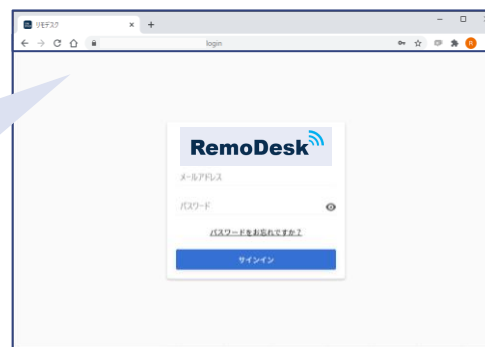 リモデスク
login
RemoDesk
メールアドレス
パスワード
パスワードをお忘れですか？
サインイン